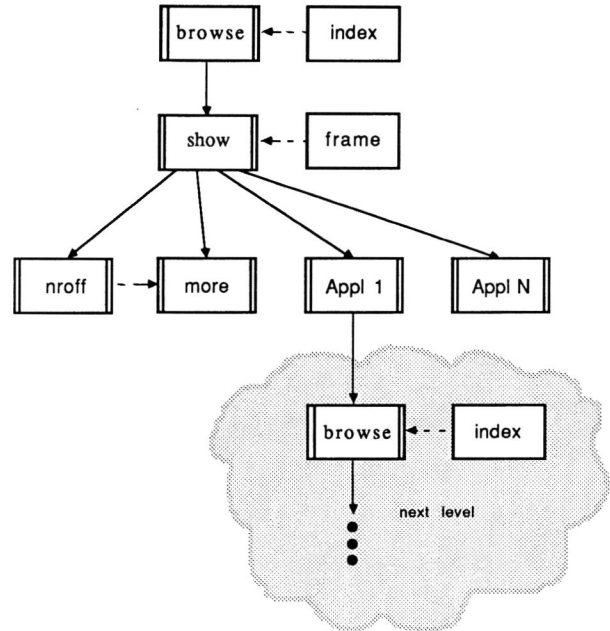 browse
index
show
frame
nroff
more
Appl 1
Appl N
browse
index
next level